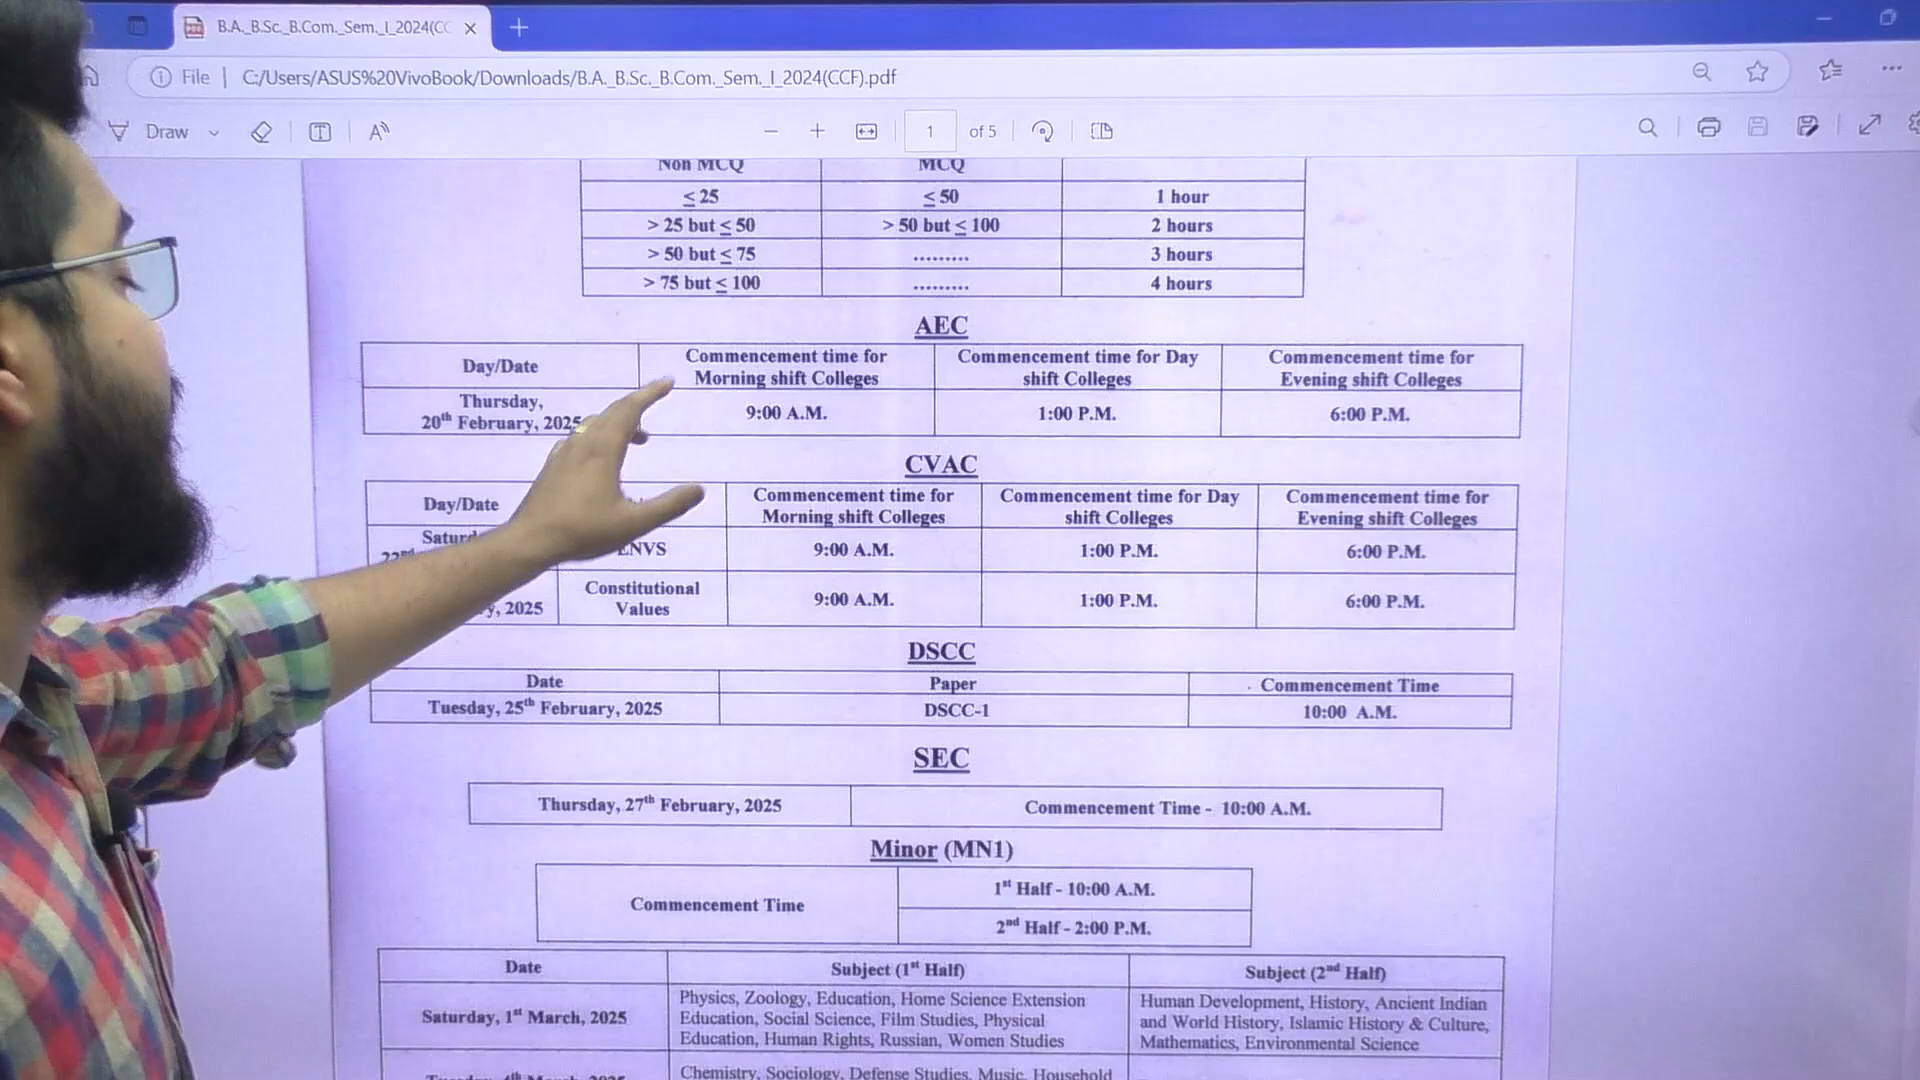 B.A._B.Sc._B.Com._Sem._I_2024(CC
File | C:/Users/ASUS%20VivoBook/Downloads/B.A._B.Sc._B.Com._Sem._I_2024(CCF).pdf
Draw 1 of 5
Non MCQ MCQ
≤ 25 ≤ 50 1 hour
> 25 but ≤ 50 > 50 but ≤ 100 2 hours
> 50 but ≤ 75 ......... 3 hours
> 75 but ≤ 100 ......... 4 hours
AEC
Day/Date
Commencement time for
Morning shift Colleges
Commencement time for Day
shift Colleges
Commencement time for
Evening shift Colleges
Thursday,
20th February, 2025
9:00 A.M. 1:00 P.M. 6:00 P.M.
CVAC
Day/Date
Commencement time for
Morning shift Colleges
Commencement time for Day
shift Colleges
Commencement time for
Evening shift Colleges
ENVS 9:00 A.M. 1:00 P.M. 6:00 P.M.
2025
Constitutional
Values
9:00 A.M. 1:00 P.M. 6:00 P.M.
DSCC
Date Paper Commencement Time
Tuesday, 25th February, 2025 DSCC-1 10:00 A.M.
SEC
Thursday, 27th February, 2025 Commencement Time - 10:00 A.M.
Minor (MN1)
Commencement Time
1st Half - 10:00 A.M.
2nd Half - 2:00 P.M.
Date Subject (1st Half) Subject (2nd Half)
Saturday, 1st March, 2025
Physics, Zoology, Education, Home Science Extension
Education, Social Science, Film Studies, Physical
Education, Human Rights, Russian, Women Studies
Human Development, History, Ancient Indian
and World History, Islamic History & Culture,
Mathematics, Environmental Science
Chemistry, Sociology, Defense Studies, Music, Household